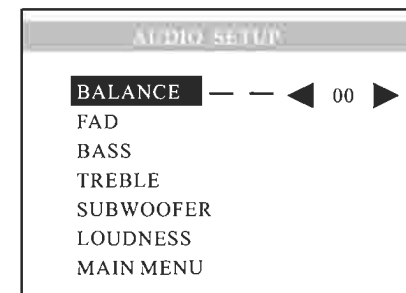 AUDIO SETUP
BALANCE — — ◀ 00 ▶
FAD
BASS
TREBLE
SUBWOOFER
LOUDNESS
MAIN MENU